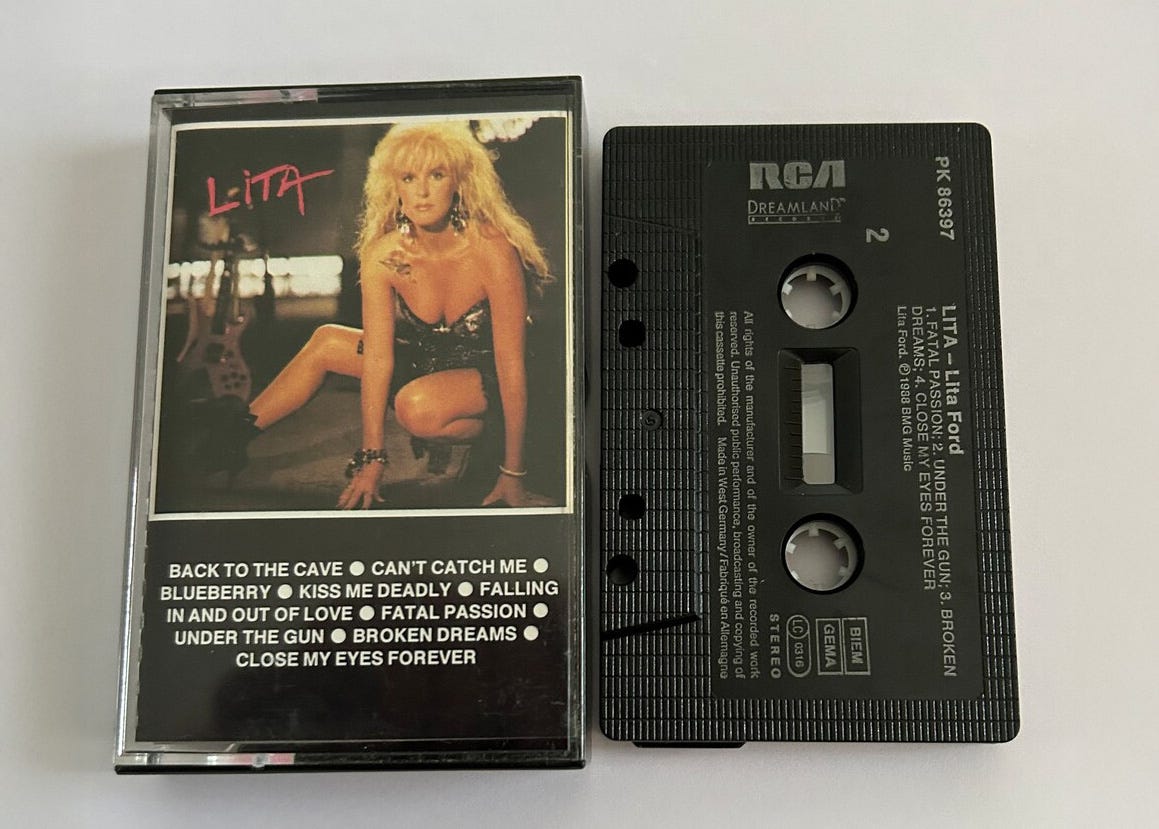 LiTA
BACK TO THE CAVE ● CAN'T CATCH ME ●
BLUEBERRY ● KISS ME DEADLY ● FALLING
IN AND OUT OF LOVE ● FATAL PASSION ●
UNDER THE GUN ● BROKEN DREAMS ●
CLOSE MY EYES FOREVER
RCA
DREAMLAND
RECORDS
2
PK 86397
LITA – Lita Ford
1. FATAL PASSION; 2. UNDER THE GUN; 3. BROKEN
DREAMS; 4. CLOSE MY EYES FOREVER
Lita Ford. ℗ 1988 BMG Music
All rights of the manufacturer and of the owner of the recorded work
reserved. Unauthorised public performance, broadcasting and copying of
this cassette prohibited. Made in West Germany / Fabriqué en Allemagne
STEREO
LC 0316
BIEM
GEMA